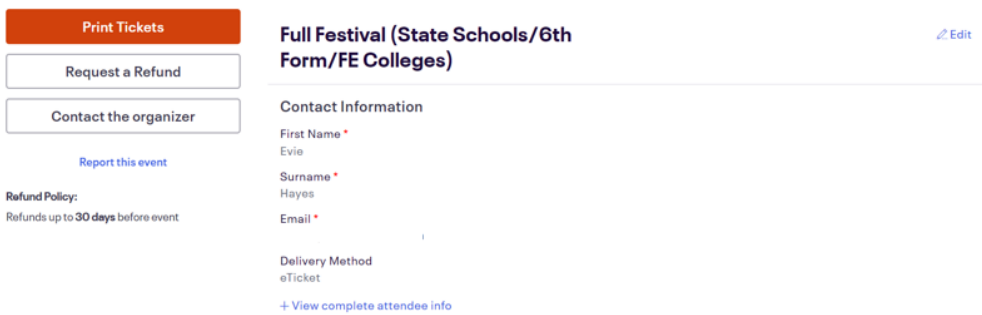 Print Tickets
Request a Refund
Contact the organizer
Report this event
Refund Policy:
Refunds up to 30 days before event
Full Festival (State Schools/6th
Form/FE Colleges)
Edit
Contact Information
First Name *
Evie
Surname *
Hayes
Email *
Delivery Method
eTicket
+ View complete attendee info